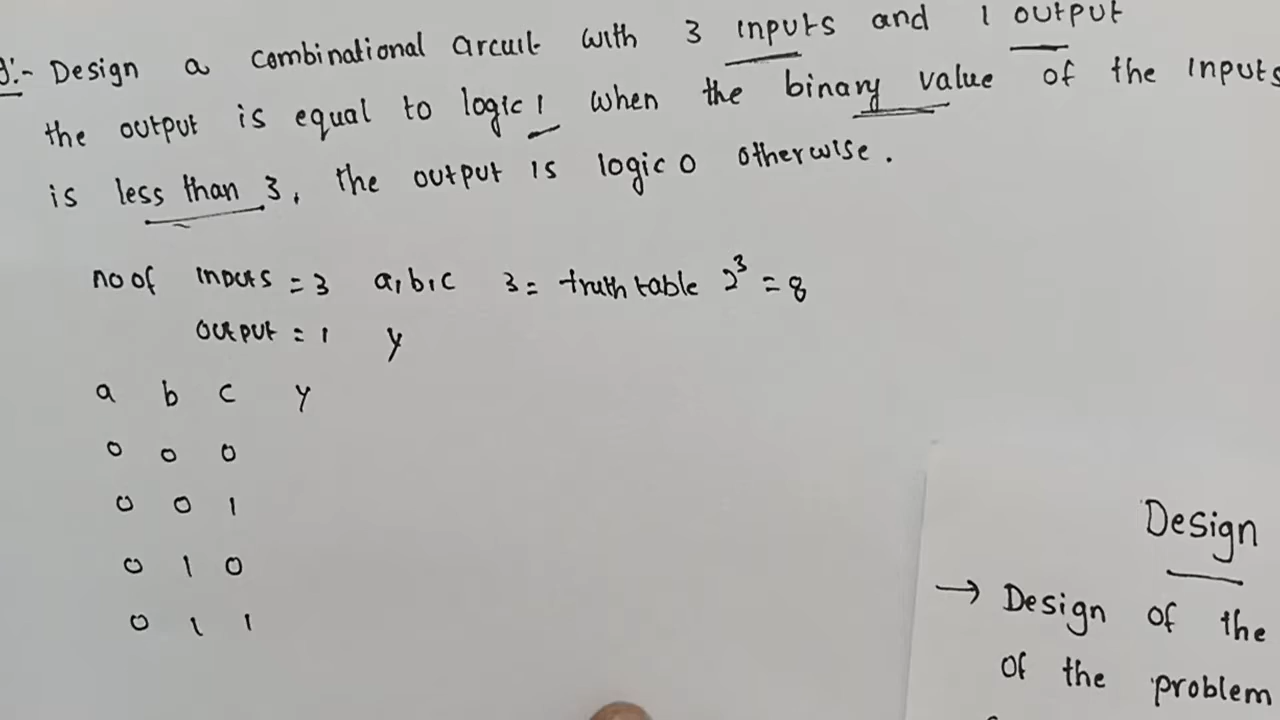 Design a combinational circuit with 3 inputs and 1 output
the output is equal to logic 1 when the binary value of the inputs
is less than 3, the output is logic 0 otherwise.
no of inputs = 3 a, b, c 3 = truth table 2³ = 8
output = 1 y
a b c y
0 0 0
0 0 1
0 1 0
0 1 1
Design
→ Design of the
of the problem